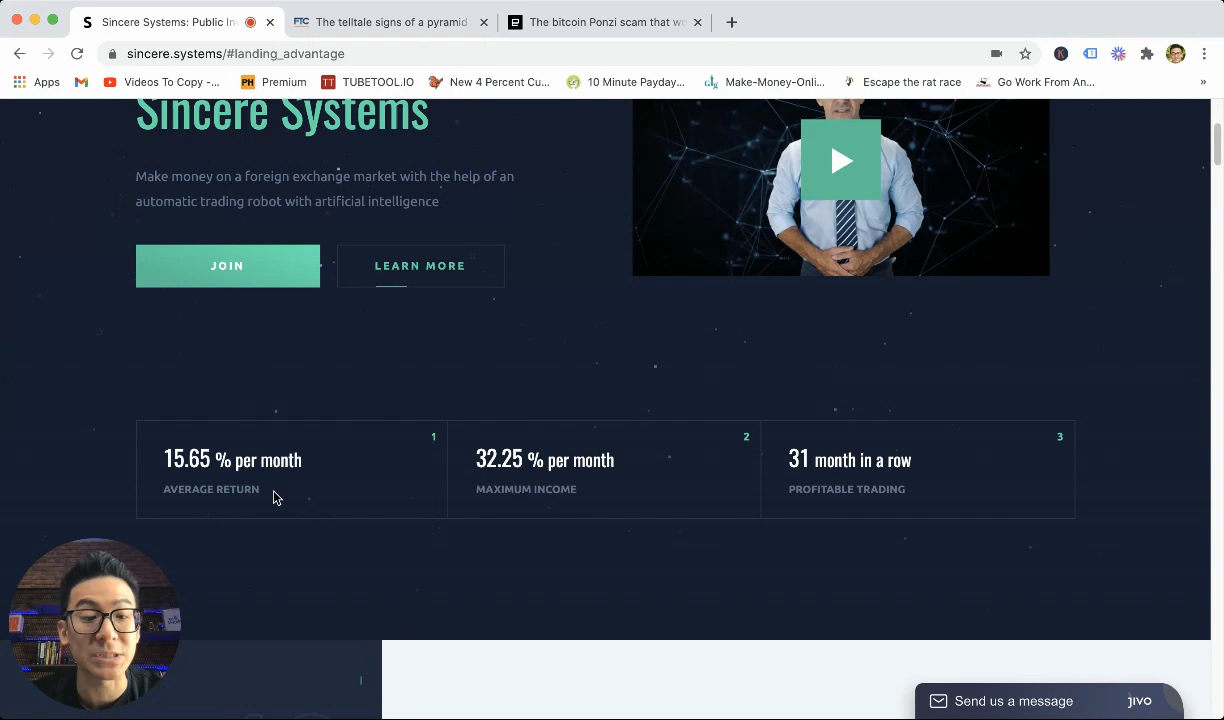 Sincere Systems: Public In
FTC
The telltale signs of a pyramid
The bitcoin Ponzi scam that wo
sincere.systems/#landing_advantage
Apps
Videos To Copy -...
PH Premium
TT TUBETOOL.IO
New 4 Percent Cu...
10 Minute Payday...
Make-Money-Onli...
Escape the rat race
Go Work From An...
»
Sincere Systems
Make money on a foreign exchange market with the help of an
automatic trading robot with artificial intelligence
JOIN
LEARN MORE
1
15.65 % per month
AVERAGE RETURN
2
32.25 % per month
MAXIMUM INCOME
3
31 month in a row
PROFITABLE TRADING
Send us a message
jivo